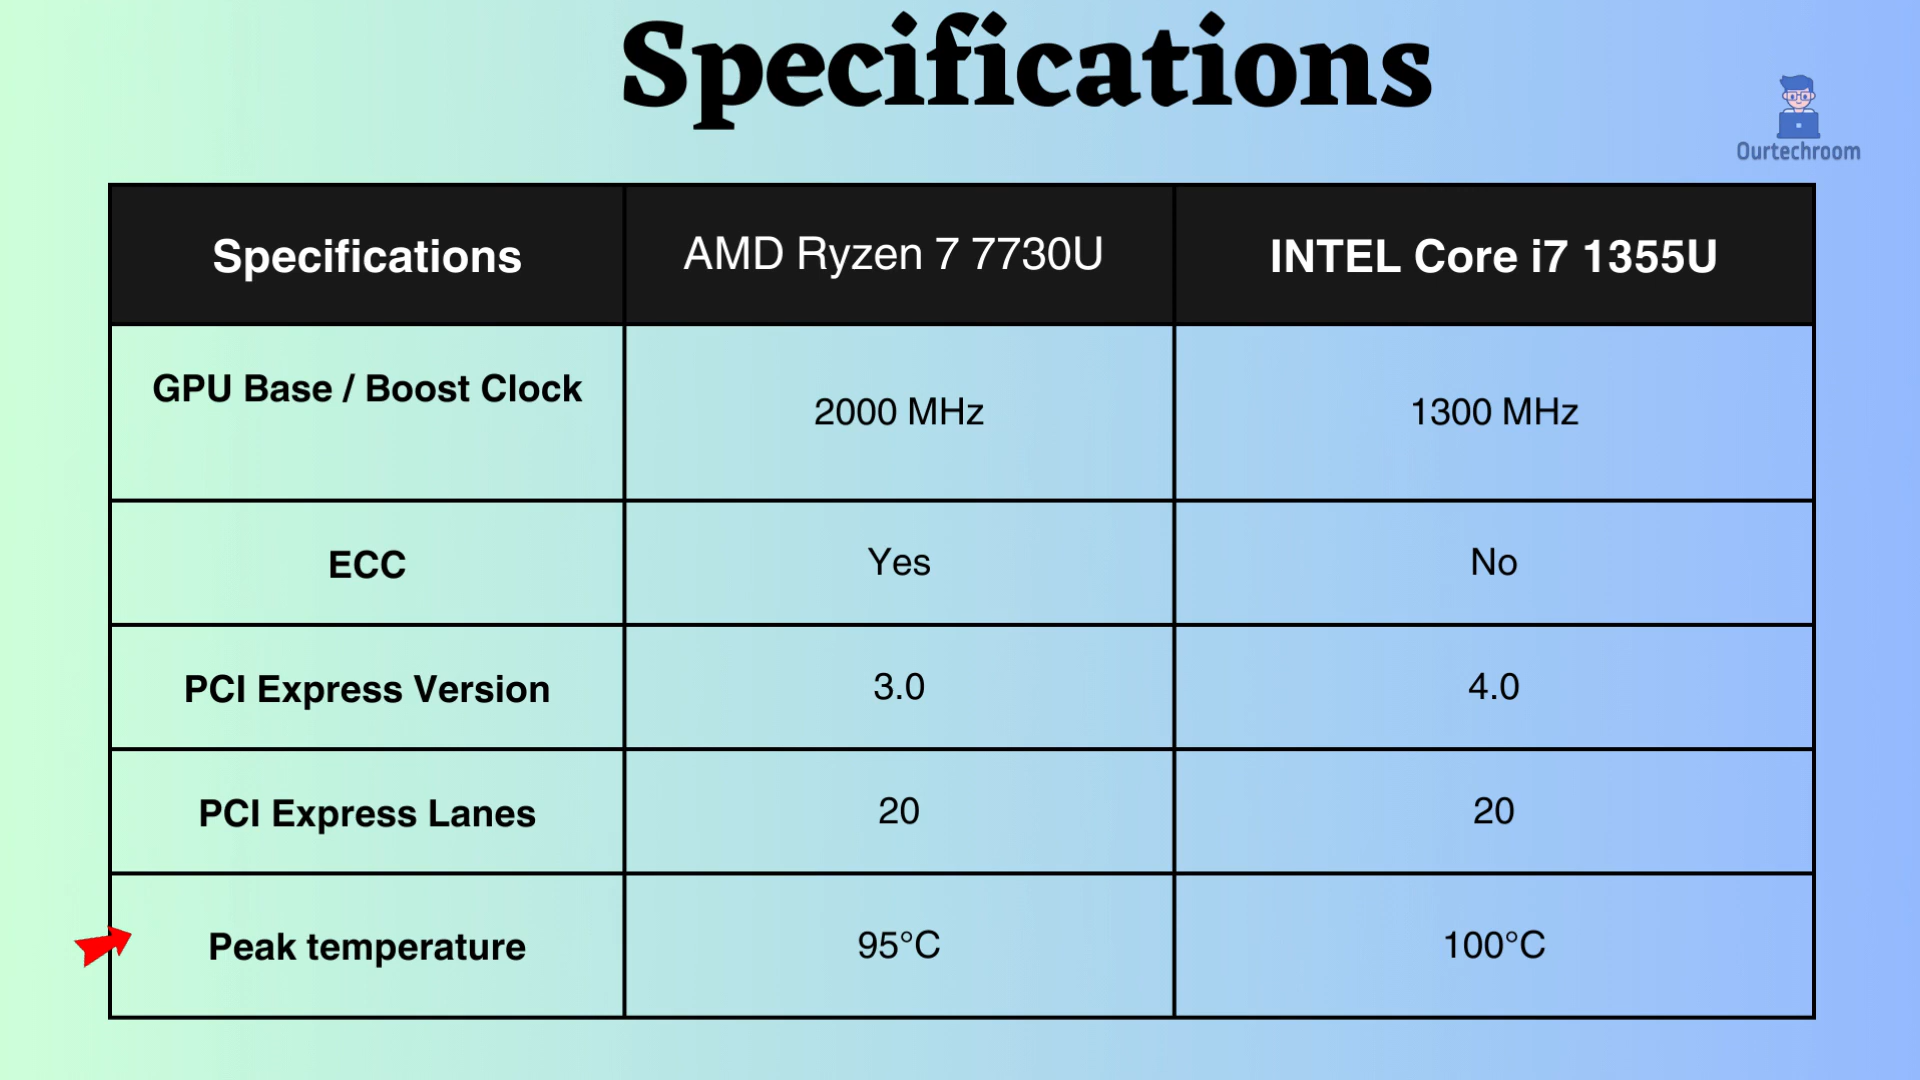 Specifications
Ourtechroom
Specifications AMD Ryzen 7 7730U INTEL Core i7 1355U
GPU Base / Boost Clock 2000 MHz 1300 MHz
ECC Yes No
PCI Express Version 3.0 4.0
PCI Express Lanes 20 20
Peak temperature 95°C 100°C